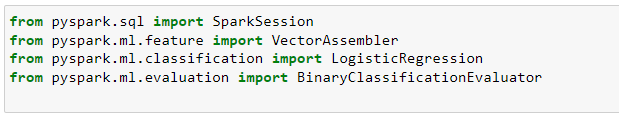 from pyspark.sql import SparkSession
from pyspark.ml.feature import VectorAssembler
from pyspark.ml.classification import LogisticRegression
from pyspark.ml.evaluation import BinaryClassificationEvaluator